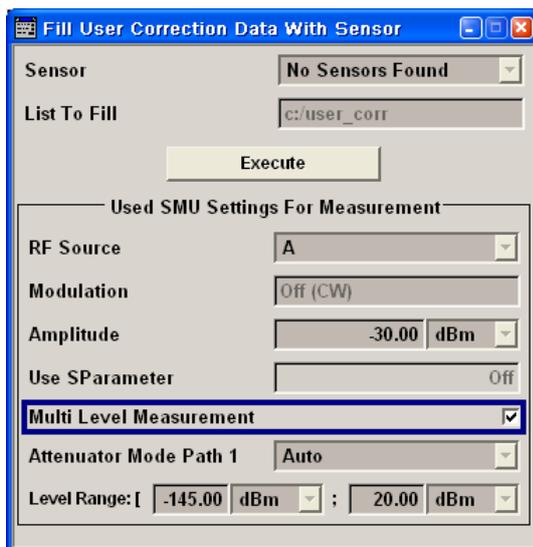 Fill User Correction Data With Sensor
Sensor No Sensors Found
List To Fill c:/user_corr
Execute
Used SMU Settings For Measurement
RF Source A
Modulation Off (CW)
Amplitude -30.00 dBm
Use SParameter Off
Multi Level Measurement
Attenuator Mode Path 1 Auto
Level Range: [ -145.00 dBm ; 20.00 dBm